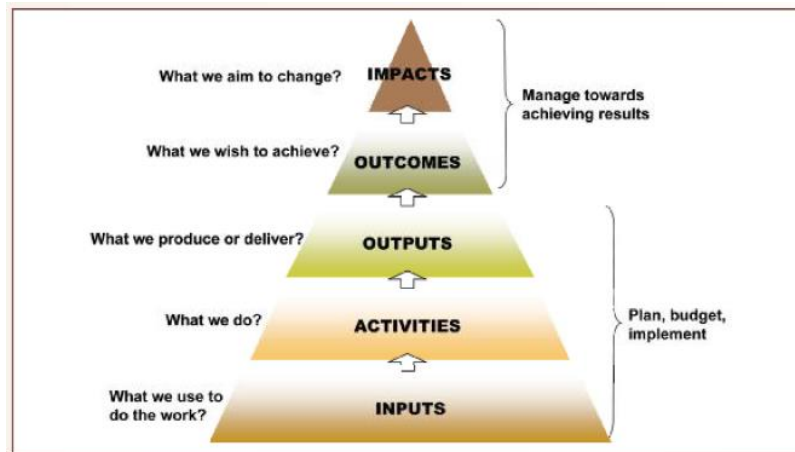 What we aim to change?
IMPACTS
Manage towards
achieving results
What we wish to achieve?
OUTCOMES
What we produce or deliver?
OUTPUTS
What we do?
ACTIVITIES
Plan, budget,
implement
What we use to
do the work?
INPUTS